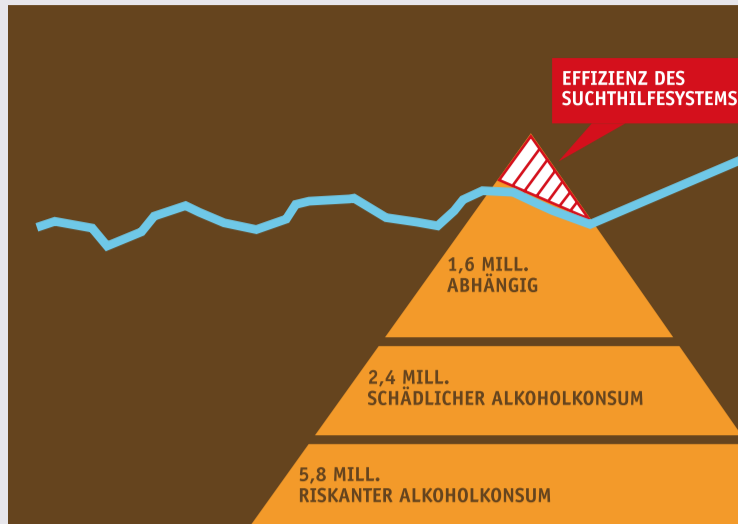 EFFIZIENZ DES
SUCHTHILFESYSTEMS
1,6 MILL.
ABHÄNGIG
2,4 MILL.
SCHÄDLICHER ALKOHOLKONSUM
5,8 MILL.
RISKANTER ALKOHOLKONSUM